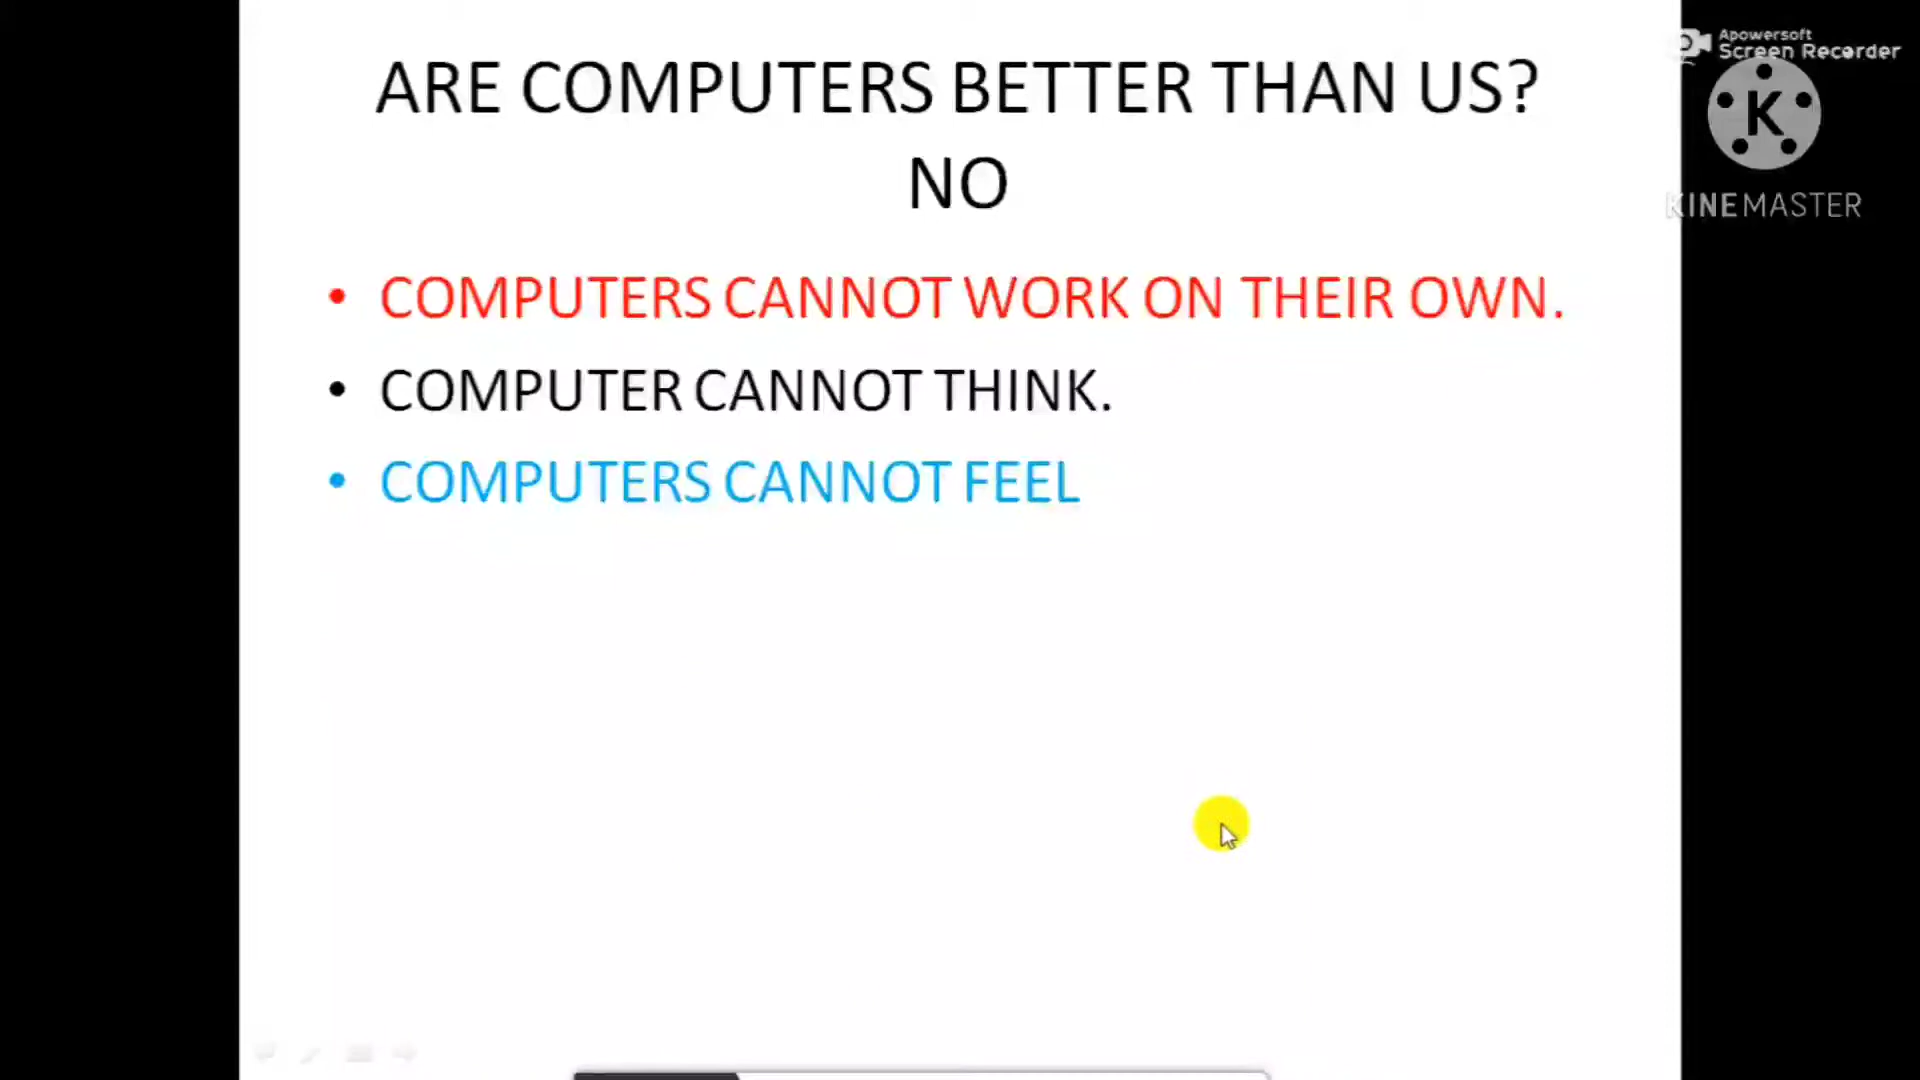 Apowersoft
Screen Recorder
K
KINEMASTER
ARE COMPUTERS BETTER THAN US?
NO
• COMPUTERS CANNOT WORK ON THEIR OWN.
• COMPUTER CANNOT THINK.
• COMPUTERS CANNOT FEEL